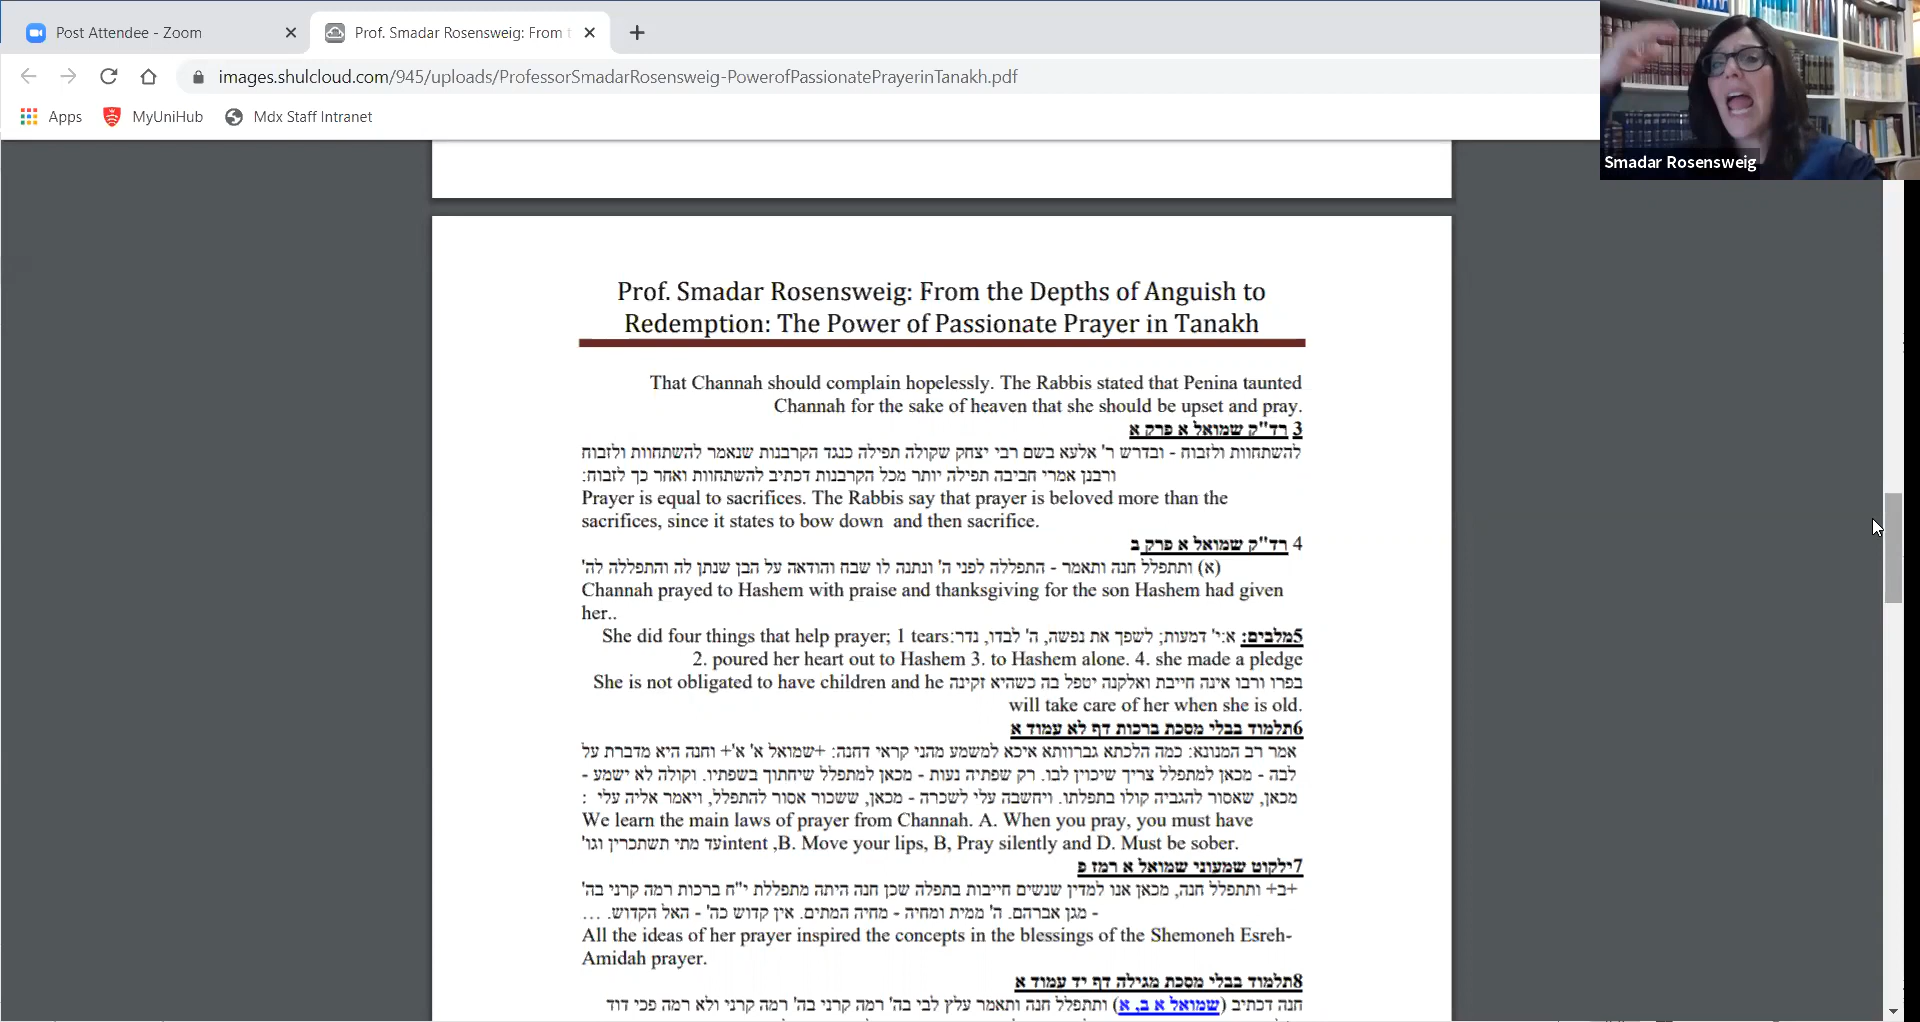 Post Attendee - Zoom
Prof. Smadar Rosensweig: From
images.shulcloud.com/945/uploads/ProfessorSmadarRosensweig-PowerofPassionatePrayerinTanakh.pdf
Apps MyUniHub Mdx Staff Intranet
Smadar Rosensweig
Prof. Smadar Rosensweig: From the Depths of Anguish to
Redemption: The Power of Passionate Prayer in Tanakh
That Channah should complain hopelessly. The Rabbis stated that Penina taunted
Channah for the sake of heaven that she should be upset and pray.
3 רד"ק שמואל א פרק א
להשתחוות ולזבוח - ובדרש ר' אלעא בשם רבי יצחק שקולה תפילה כנגד הקרבנות שנאמר להשתחוות ולזבוח
ורבנן אמרי חביבה תפילה יותר מכל הקרבנות דכתיב להשתחוות ואחר כך לזבוח:
Prayer is equal to sacrifices. The Rabbis say that prayer is beloved more than the
sacrifices, since it states to bow down and then sacrifice.
4 רד"ק שמואל א פרק ב
(א) ותתפלל חנה ותאמר - התפללה לפני ה' ונתנה לו שבח והודאה על הבן שנתן לה והתפללה לה'
Channah prayed to Hashem with praise and thanksgiving for the son Hashem had given
her..
5מלבים: א:י' דמעות; לשפך את נפשה, ה' לבדו, נדר: She did four things that help prayer; 1 tears
2. poured her heart out to Hashem 3. to Hashem alone. 4. she made a pledge
בפרו ורבו אינה חייבת ואלקנה יטפל בה כשהיא זקינה She is not obligated to have children and he
will take care of her when she is old.
6תלמוד בבלי מסכת ברכות דף לא עמוד א
אמר רב המנונא: כמה הלכתא גברוותא איכא למשמע מהני קראי דחנה: +שמואל א' א'+ וחנה היא מדברת על
לבה - מכאן למתפלל צריך שיכוין לבו. רק שפתיה נעות - מכאן למתפלל שיחתוך בשפתיו. וקולה לא ישמע -
מכאן, שאסור להגביה קולו בתפלתו. ויחשבה עלי לשכרה - מכאן, ששכור אסור להתפלל, ויאמר אליה עלי :
We learn the main laws of prayer from Channah. A. When you pray, you must have
עד מתי תשתכרין וגו' intent ,B. Move your lips, B, Pray silently and D. Must be sober.
7ילקוט שמעוני שמואל א רמז פ
+ב+ ותתפלל חנה, מכאן אנו למדין שנשים חייבות בתפלה שכן חנה היתה מתפללת י"ח ברכות רמה קרני בה'
- מגן אברהם. ה' ממית ומחיה - מחיה המתים. אין קדוש כה' - האל הקדוש. ...
All the ideas of her prayer inspired the concepts in the blessings of the Shemoneh Esreh-
Amidah prayer.
8תלמוד בבלי מסכת מגילה דף יד עמוד א
חנה דכתיב (שמואל א ב, א) ותתפלל חנה ותאמר עלץ לבי בה' רמה קרני בה' רמה קרני ולא רמה פכי דוד